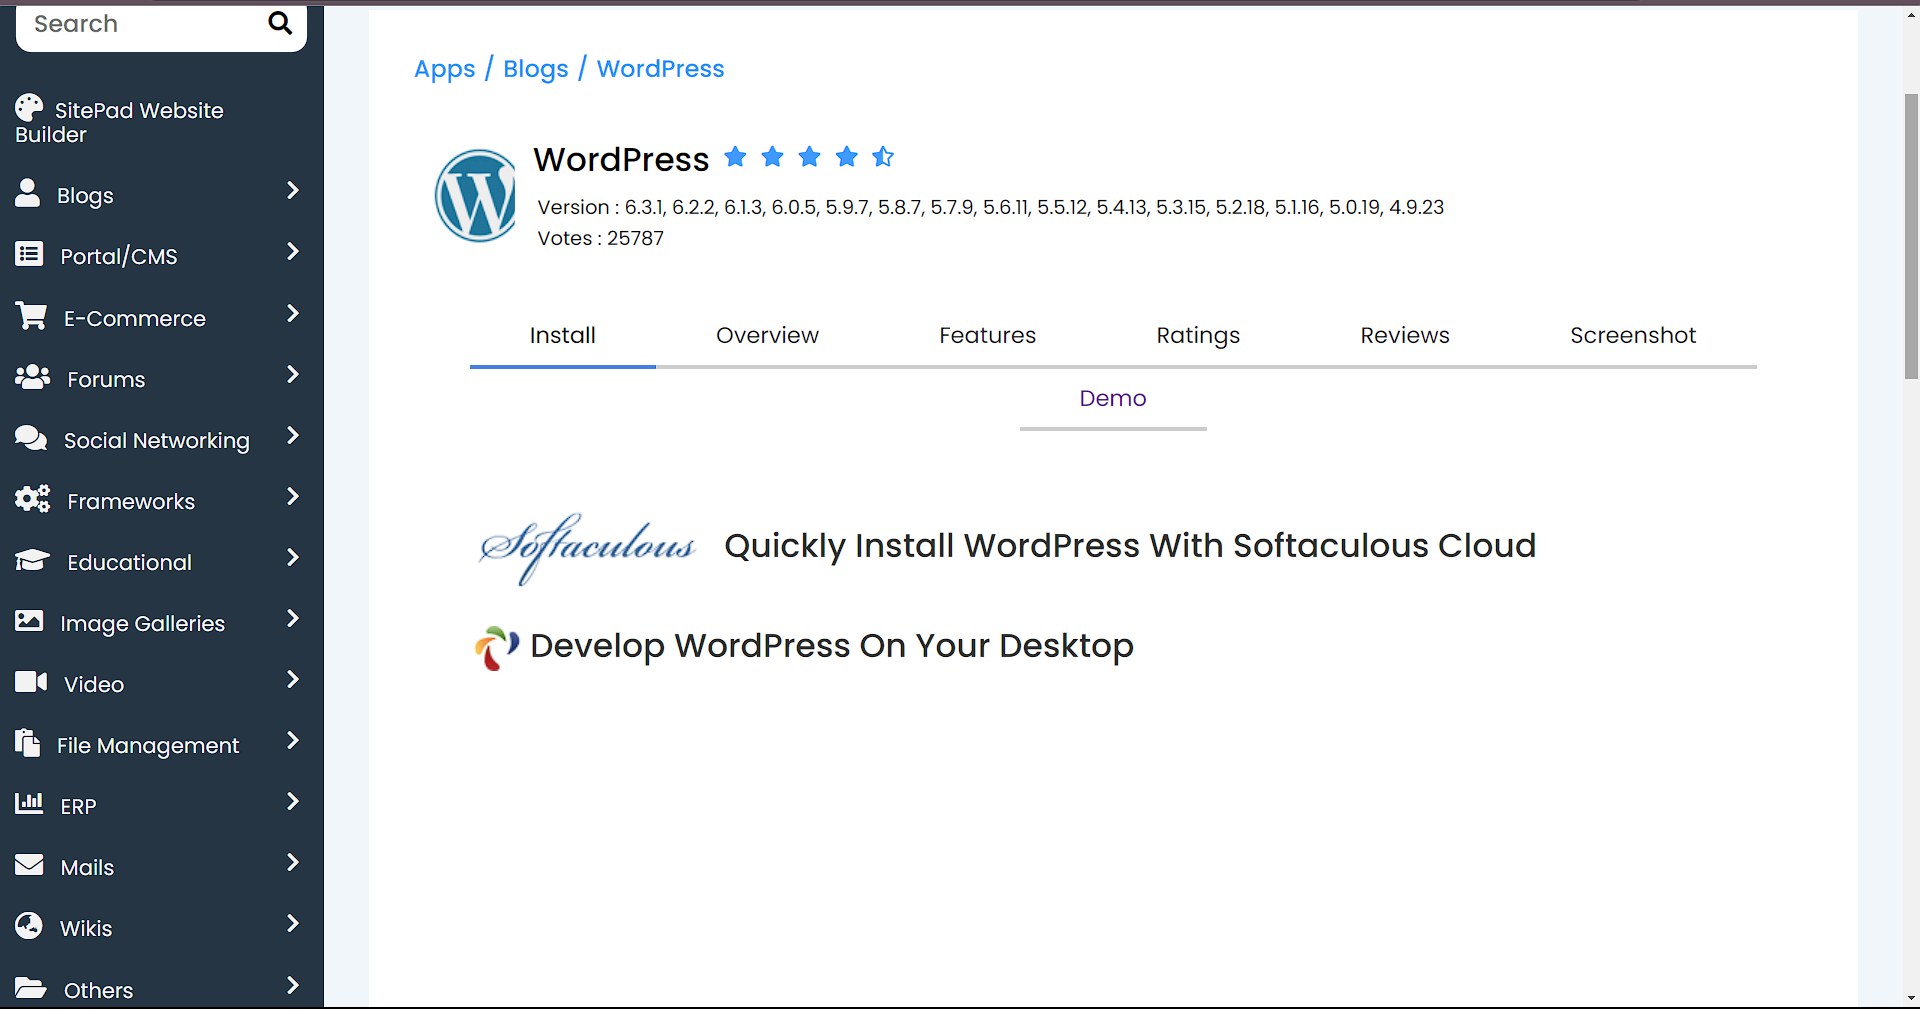 Search
SitePad Website
Builder
Blogs
Portal/CMS
E-Commerce
Forums
Social Networking
Frameworks
Educational
Image Galleries
Video
File Management
ERP
Mails
Wikis
Others
Apps / Blogs / WordPress
WordPress
Version : 6.3.1, 6.2.2, 6.1.3, 6.0.5, 5.9.7, 5.8.7, 5.7.9, 5.6.11, 5.5.12, 5.4.13, 5.3.15, 5.2.18, 5.1.16, 5.0.19, 4.9.23
Votes : 25787
Install Overview Features Ratings Reviews Screenshot
Demo
Softaculous Quickly Install WordPress With Softaculous Cloud
Develop WordPress On Your Desktop